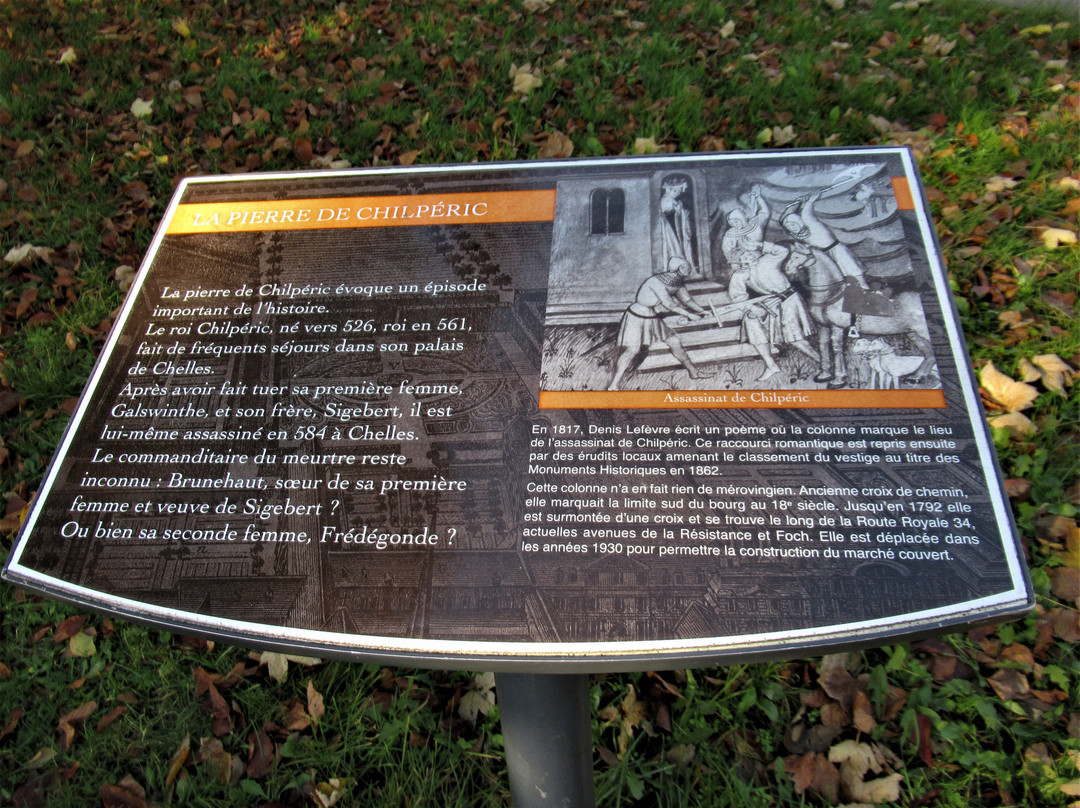 LA PIERRE DE CHILPÉRIC
La pierre de Chilpéric évoque un épisode
important de l'histoire.
Le roi Chilpéric, né vers 526, roi en 561,
fait de fréquents séjours dans son palais
de Chelles.
Après avoir fait tuer sa première femme,
Galswinthe, et son frère, Sigebert, il est
lui-même assassiné en 584 à Chelles.
Le commanditaire du meurtre reste
inconnu : Brunehaut, sœur de sa première
femme et veuve de Sigebert ?
Ou bien sa seconde femme, Frédégonde ?
Assassinat de Chilpéric
En 1817, Denis Lefèvre écrit un poème où la colonne marque le lieu
de l'assassinat de Chilpéric. Ce raccourci romantique est repris ensuite
par des érudits locaux amenant le classement du vestige au titre des
Monuments Historiques en 1862.
Cette colonne n'a en fait rien de mérovingien. Ancienne croix de chemin,
elle marquait la limite sud du bourg au 18e siècle. Jusqu'en 1792 elle
est surmontée d'une croix et se trouve le long de la Route Royale 34,
actuelles avenues de la Résistance et Foch. Elle est déplacée dans
les années 1930 pour permettre la construction du marché couvert.